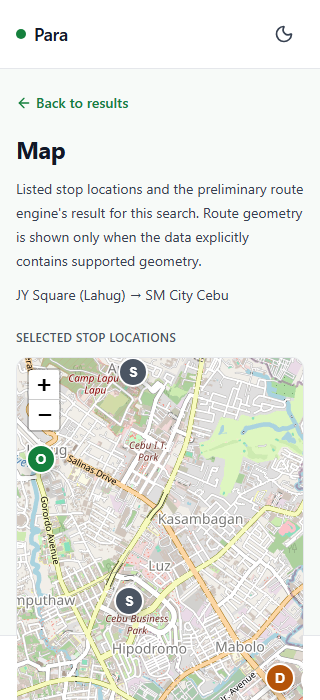 Para
Back to results
Map
Listed stop locations and the preliminary route
engine's result for this search. Route geometry
is shown only when the data explicitly
contains supported geometry.
JY Square (Lahug) → SM City Cebu
SELECTED STOP LOCATIONS
S
Camp Lapu
Lapu
+
−
Cebu I.T.
Park
O
Salinas Drive
Gorordo Avenue
Kasambagan
Luz
S
Cebu Business
Park
Hipodromo
Mabolo
D